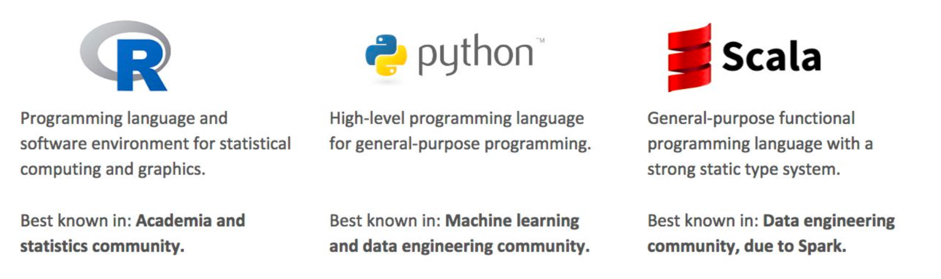 R
Programming language and
software environment for statistical
computing and graphics.
Best known in: Academia and
statistics community.
python™
High-level programming language
for general-purpose programming.
Best known in: Machine learning
and data engineering community.
Scala
General-purpose functional
programming language with a
strong static type system.
Best known in: Data engineering
community, due to Spark.